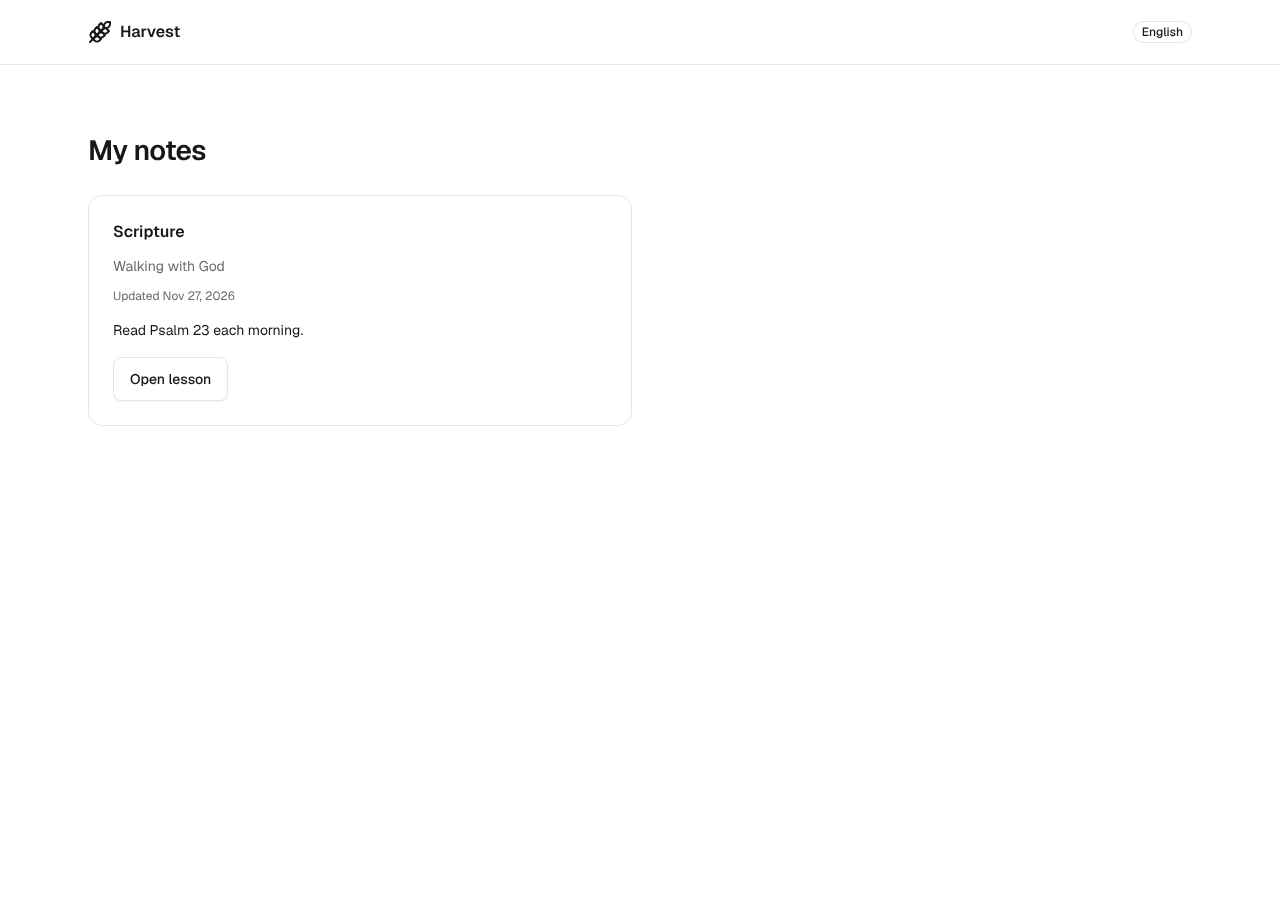 Harvest
English
My notes
Scripture
Walking with God
Updated Nov 27, 2026
Read Psalm 23 each morning.
Open lesson